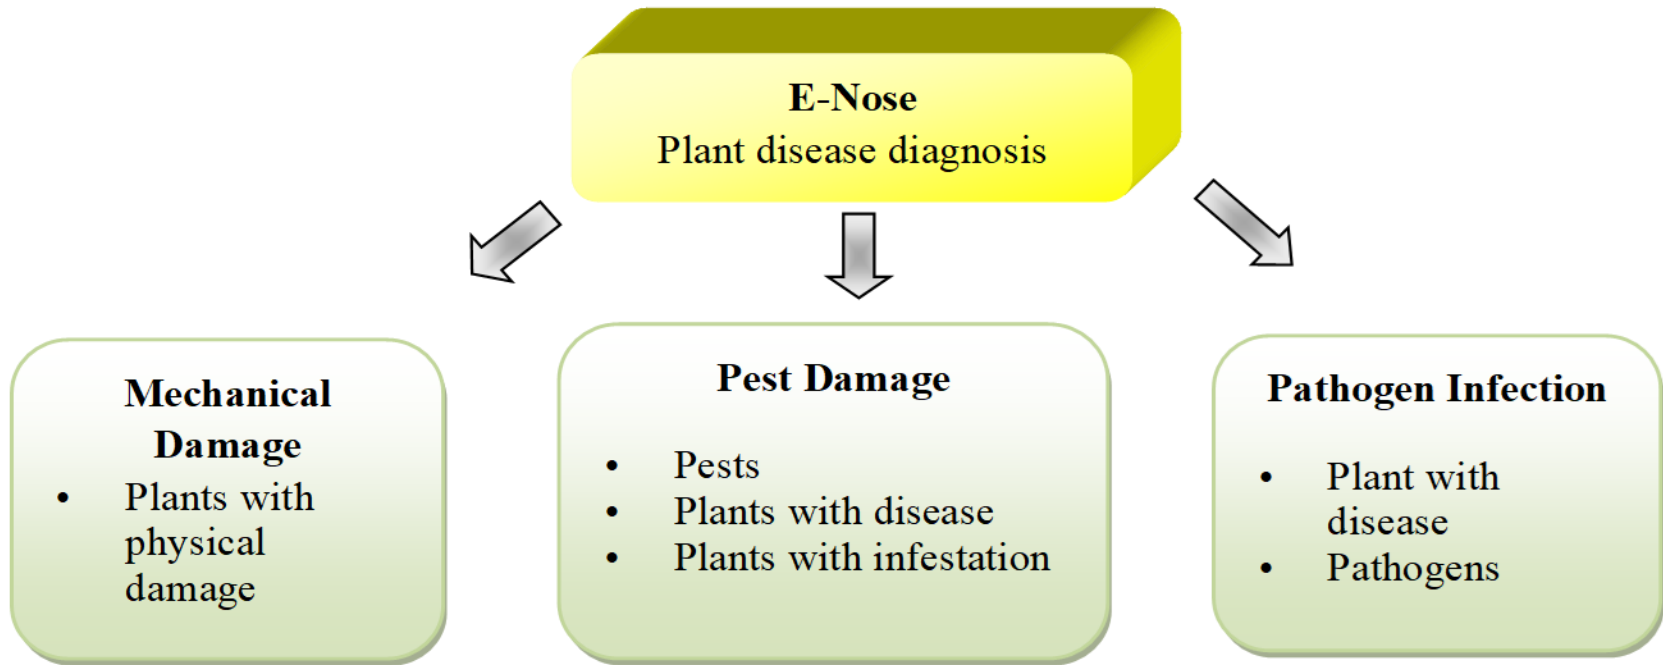 E-Nose
Plant disease diagnosis
Mechanical
Damage
• Plants with
physical
damage
Pest Damage
• Pests
• Plants with disease
• Plants with infestation
Pathogen Infection
• Plant with
disease
• Pathogens